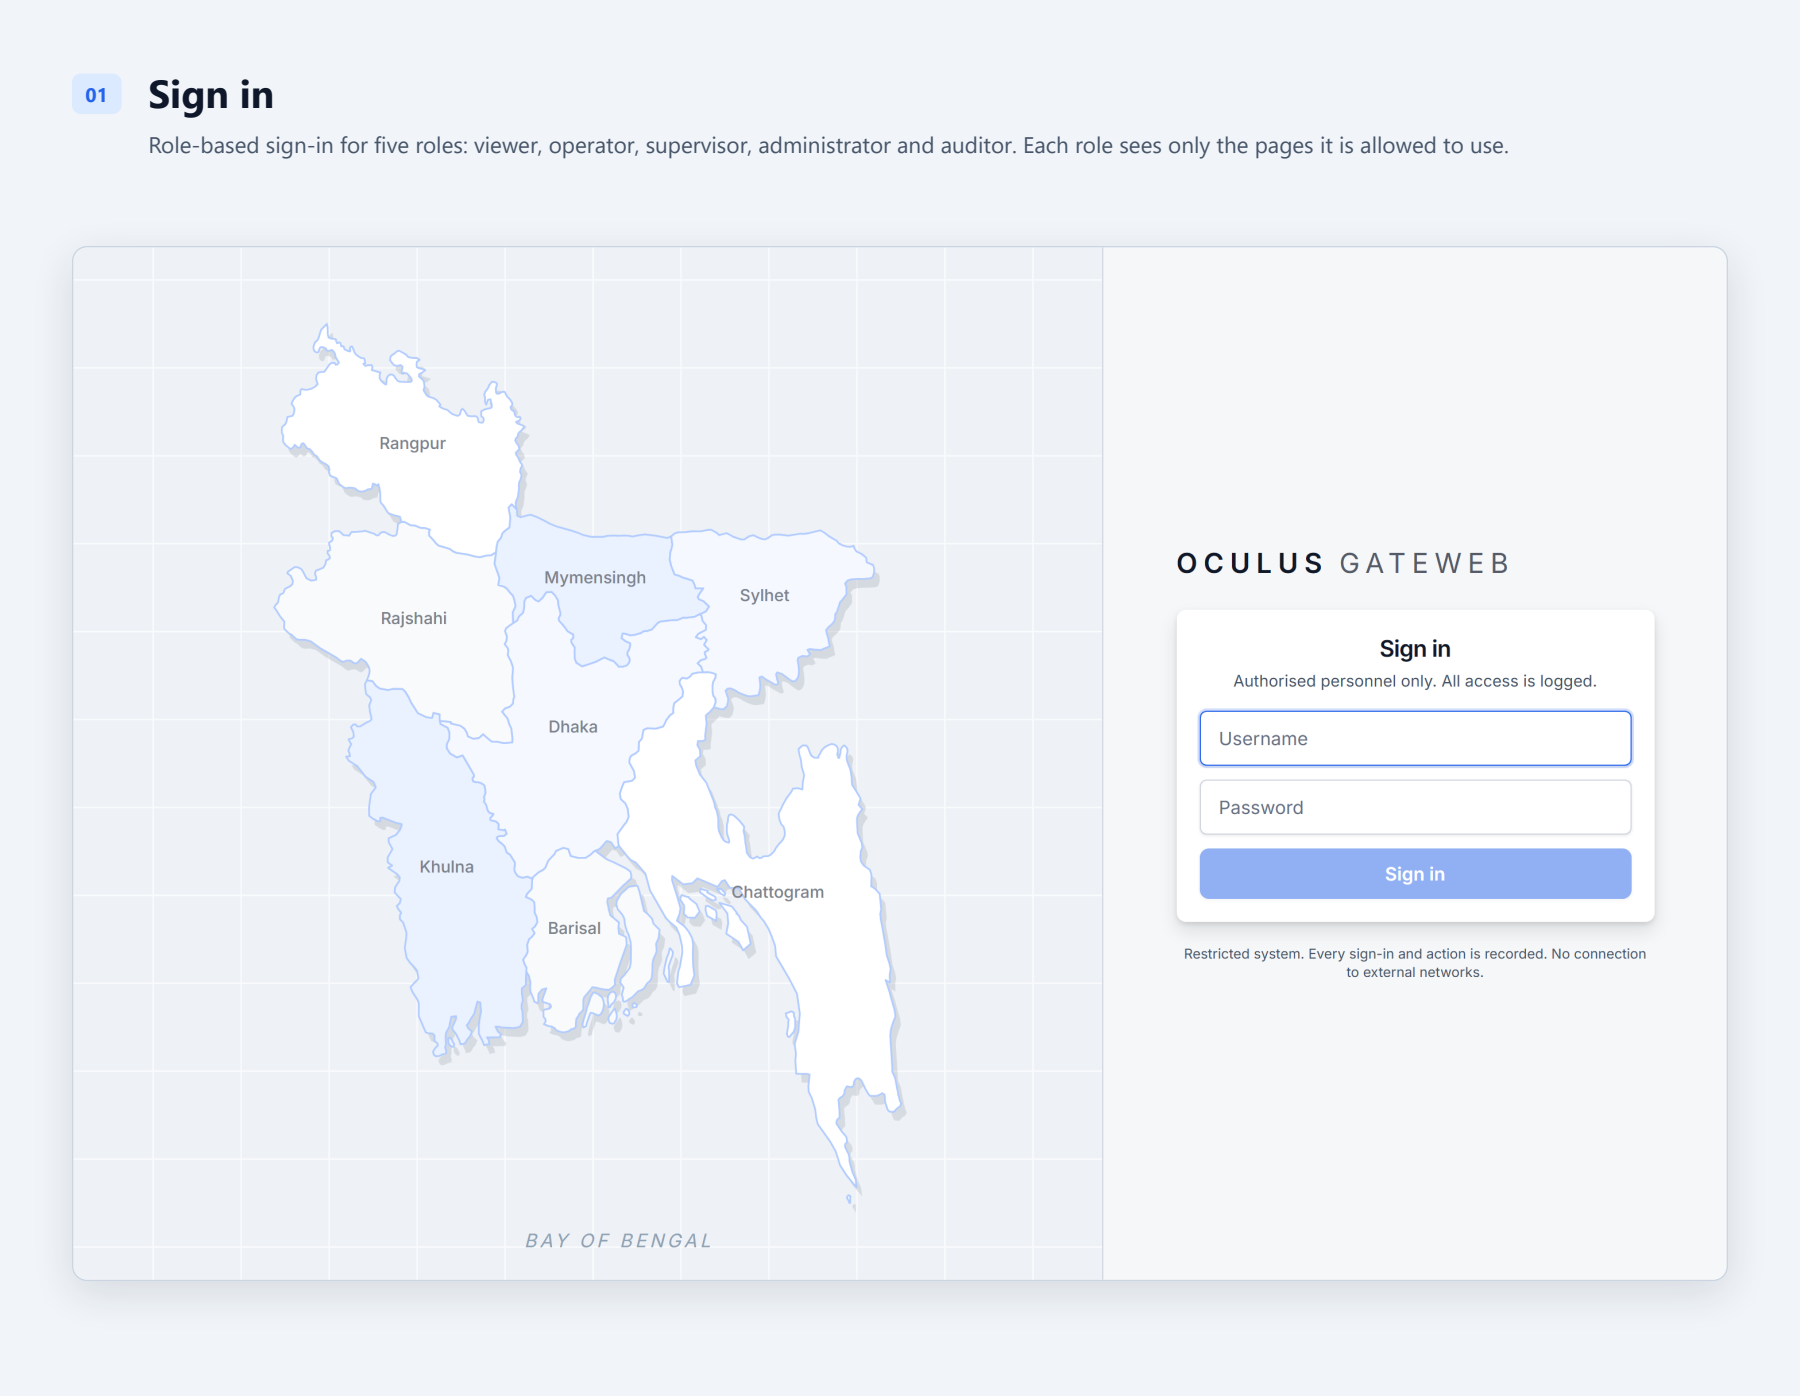 01
Sign in
Role-based sign-in for five roles: viewer, operator, supervisor, administrator and auditor. Each role sees only the pages it is allowed to use.
Rangpur
Mymensingh
Sylhet
Rajshahi
Dhaka
Khulna
Chattogram
Barisal
BAY OF BENGAL
OCULUS GATEWEB
Sign in
Authorised personnel only. All access is logged.
Username
Password
Sign in
Restricted system. Every sign-in and action is recorded. No connection
to external networks.